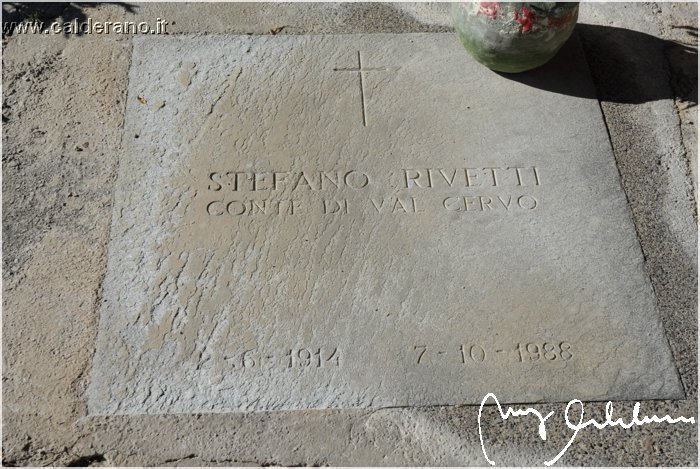 www.calderano.it
STEFANO RIVETTI
CONTE DI VAL CERVO
-6-1914 7-10-1988